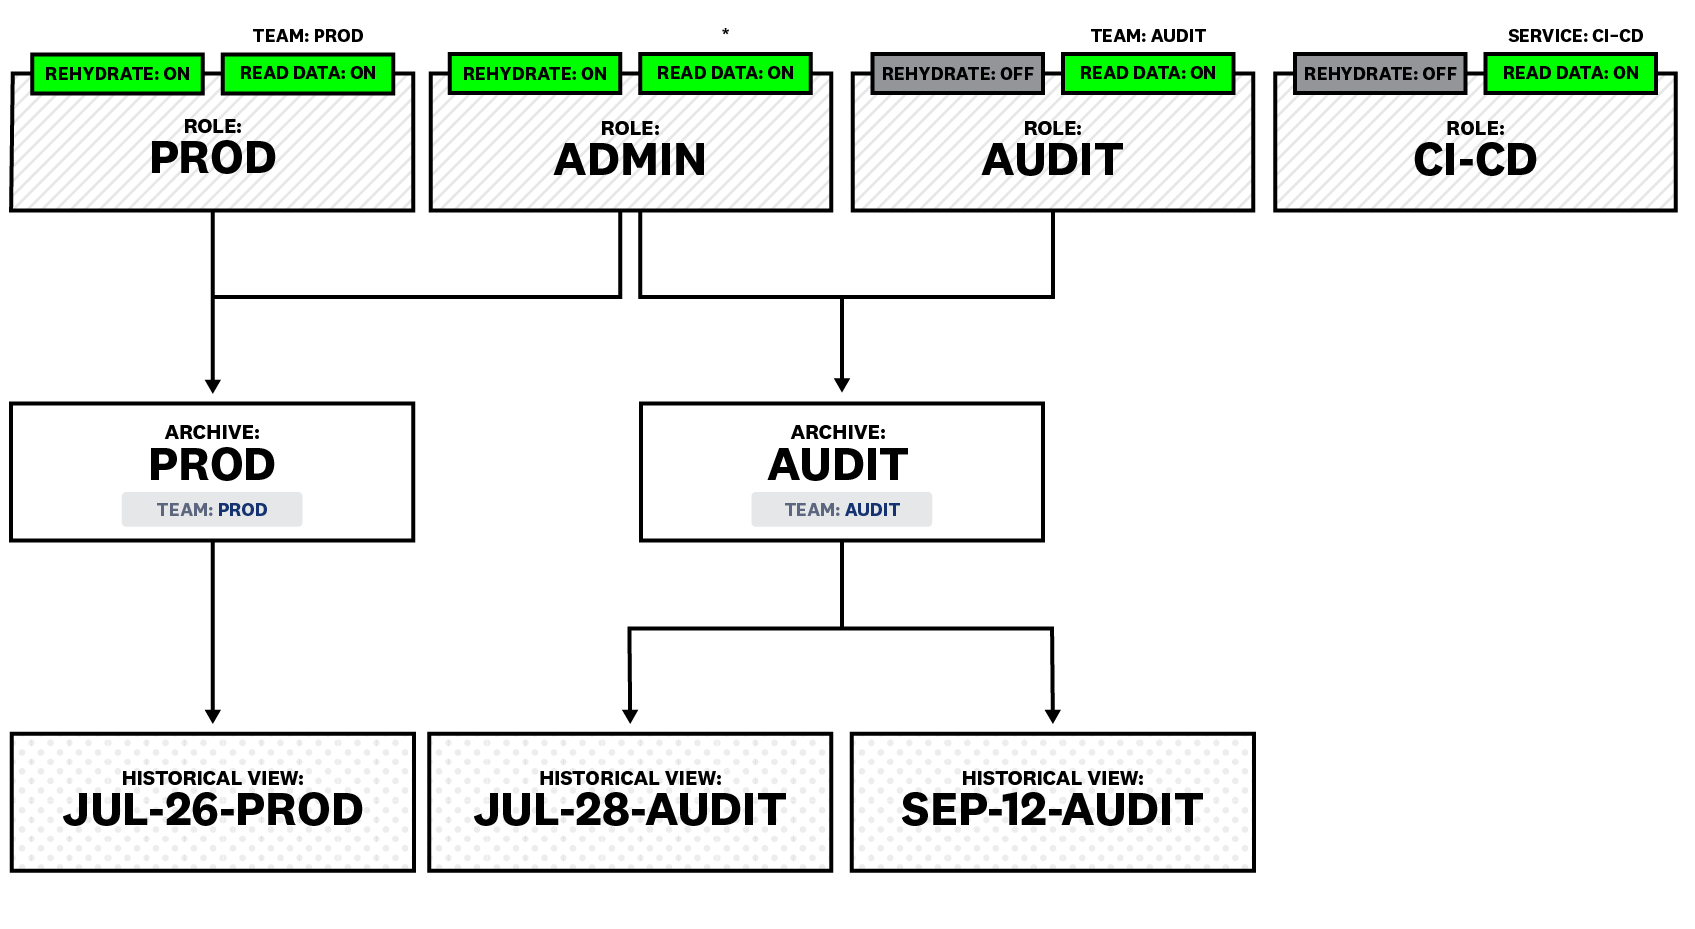 TEAM: PROD
*
TEAM: AUDIT
SERVICE: CI-CD
REHYDRATE: ON
READ DATA: ON
REHYDRATE: ON
READ DATA: ON
REHYDRATE: OFF
READ DATA: ON
REHYDRATE: OFF
READ DATA: ON
ROLE:
PROD
ROLE:
ADMIN
ROLE:
AUDIT
ROLE:
CI-CD
ARCHIVE:
PROD
TEAM: PROD
ARCHIVE:
AUDIT
TEAM: AUDIT
HISTORICAL VIEW:
JUL-26-PROD
HISTORICAL VIEW:
JUL-28-AUDIT
HISTORICAL VIEW:
SEP-12-AUDIT